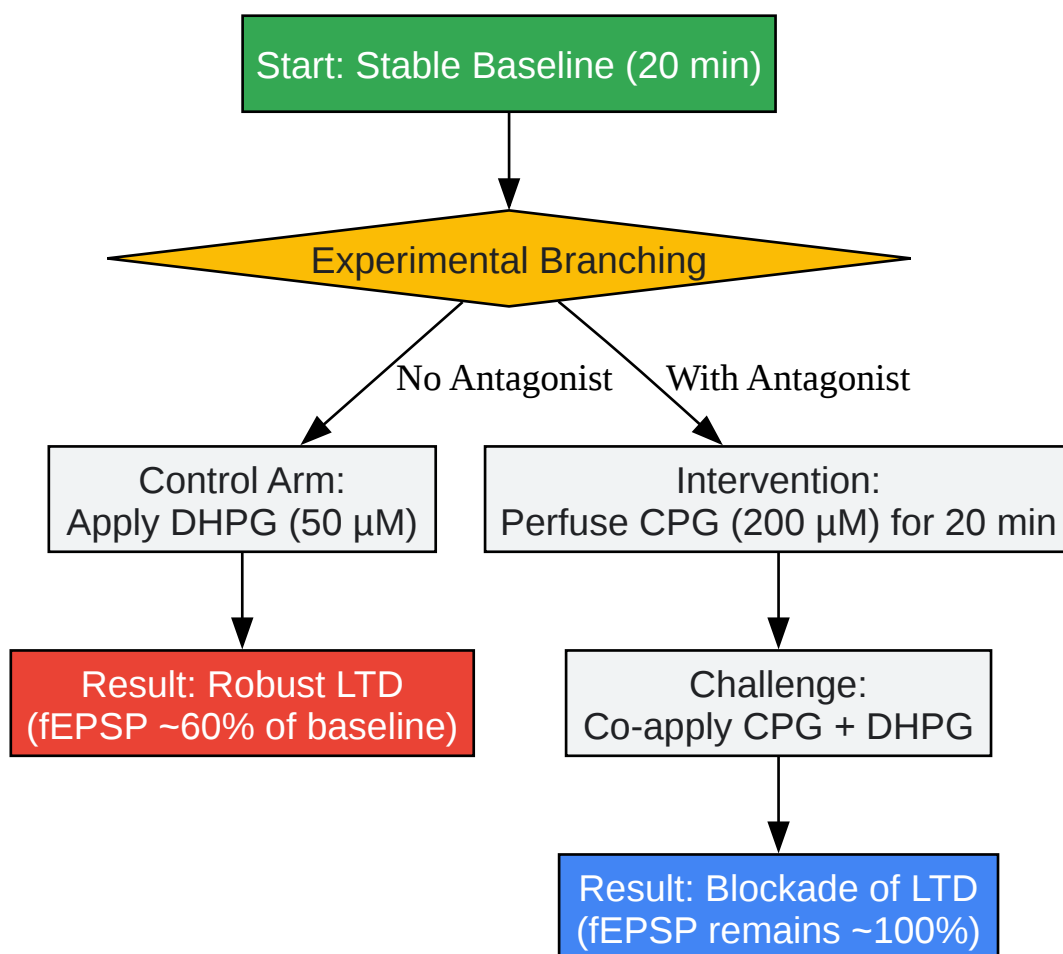 Start: Stable Baseline (20 min)
Experimental Branching
No Antagonist
With Antagonist
Control Arm:
Apply DHPG (50 µM)
Intervention:
Perfuse CPG (200 µM) for 20 min
Result: Robust LTD
(fEPSP ~60% of baseline)
Challenge:
Co-apply CPG + DHPG
Result: Blockade of LTD
(fEPSP remains ~100%)